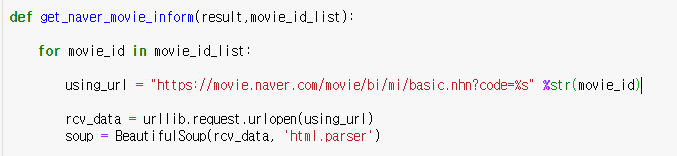 def get_naver_movie_inform(result,movie_id_list):
for movie_id in movie_id_list:
using_url = "https://movie.naver.com/movie/bi/mi/basic.nhn?code=%s" %str(movie_id)
rcv_data = urllib.request.urlopen(using_url)
soup = BeautifulSoup(rcv_data, 'html.parser')